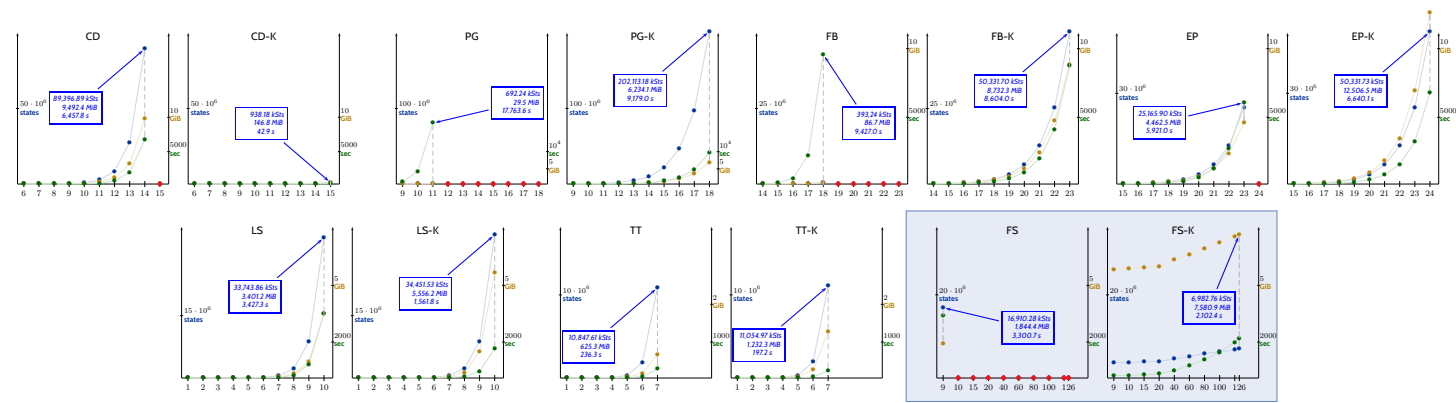 CD
50 · 10⁶
states
89,396.89 kSts
9,492.4 MiB
6,457.8 s
10
GiB
5000
sec
6 7 8 9 10 11 12 13 14 15
CD-K
50 · 10⁶
states
938.18 kSts
146.8 MiB
42.9 s
10
GiB
5000
sec
6 7 8 9 10 11 12 13 14 15
PG
100 · 10⁶
states
692.24 kSts
29.5 MiB
17,763.6 s
10⁴
sec
5
GiB
9 10 11 12 13 14 15 16 17 18
PG-K
100 · 10⁶
states
202,113.18 kSts
6,234.1 MiB
9,179.0 s
10⁴
sec
5
GiB
9 10 11 12 13 14 15 16 17 18
FB
25 · 10⁶
states
393.24 kSts
86.7 MiB
9,427.0 s
10
GiB
5000
sec
14 15 16 17 18 19 20 21 22 23
FB-K
25 · 10⁶
states
50,331.70 kSts
8,732.3 MiB
8,604.0 s
10
GiB
5000
sec
14 15 16 17 18 19 20 21 22 23
EP
30 · 10⁶
states
25,165.90 kSts
4,462.5 MiB
5,921.0 s
10
GiB
5000
sec
15 16 17 18 19 20 21 22 23 24
EP-K
30 · 10⁶
states
50,331.73 kSts
12,506.5 MiB
6,640.1 s
10
GiB
5000
sec
15 16 17 18 19 20 21 22 23 24
LS
15 · 10⁶
states
33,743.86 kSts
3,401.2 MiB
3,427.3 s
5
GiB
2000
sec
1 2 3 4 5 6 7 8 9 10
LS-K
15 · 10⁶
states
34,451.53 kSts
5,556.2 MiB
1,561.8 s
5
GiB
2000
sec
1 2 3 4 5 6 7 8 9 10
TT
10 · 10⁶
states
10,847.61 kSts
625.3 MiB
236.3 s
2
GiB
1000
sec
1 2 3 4 5 6 7
TT-K
10 · 10⁶
states
11,054.97 kSts
1,232.3 MiB
197.2 s
2
GiB
1000
sec
1 2 3 4 5 6 7
FS
20 · 10⁶
states
16,910.28 kSts
1,844.4 MiB
3,300.7 s
5
GiB
2000
sec
9 10 15 20 40 60 80 100 126
FS-K
20 · 10⁶
states
6,982.76 kSts
7,580.9 MiB
2,102.4 s
5
GiB
2000
sec
9 10 15 20 40 60 80 100 126